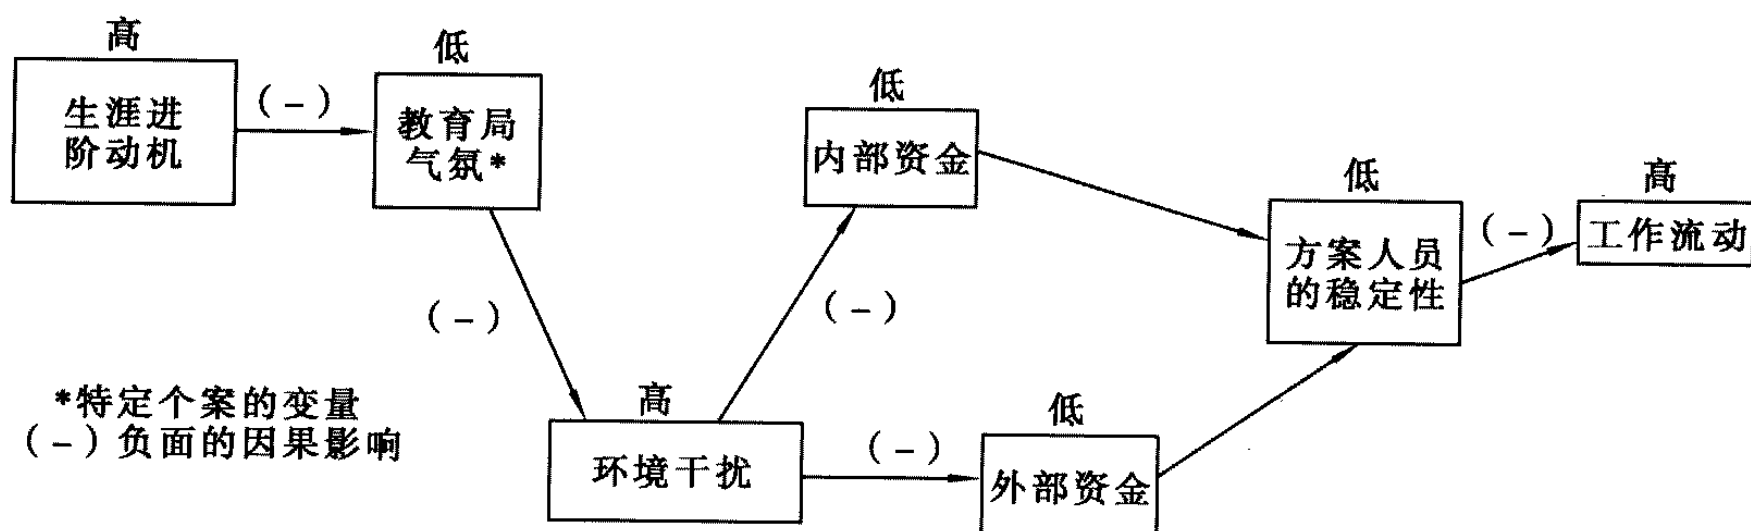 高
生涯进
阶动机
(-)
低
教育局
气氛*
(-)
高
环境干扰
(-)
低
内部资金
(-)
低
外部资金
低
方案人员
的稳定性
(-)
高
工作流动
*特定个案的变量
(-)负面的因果影响